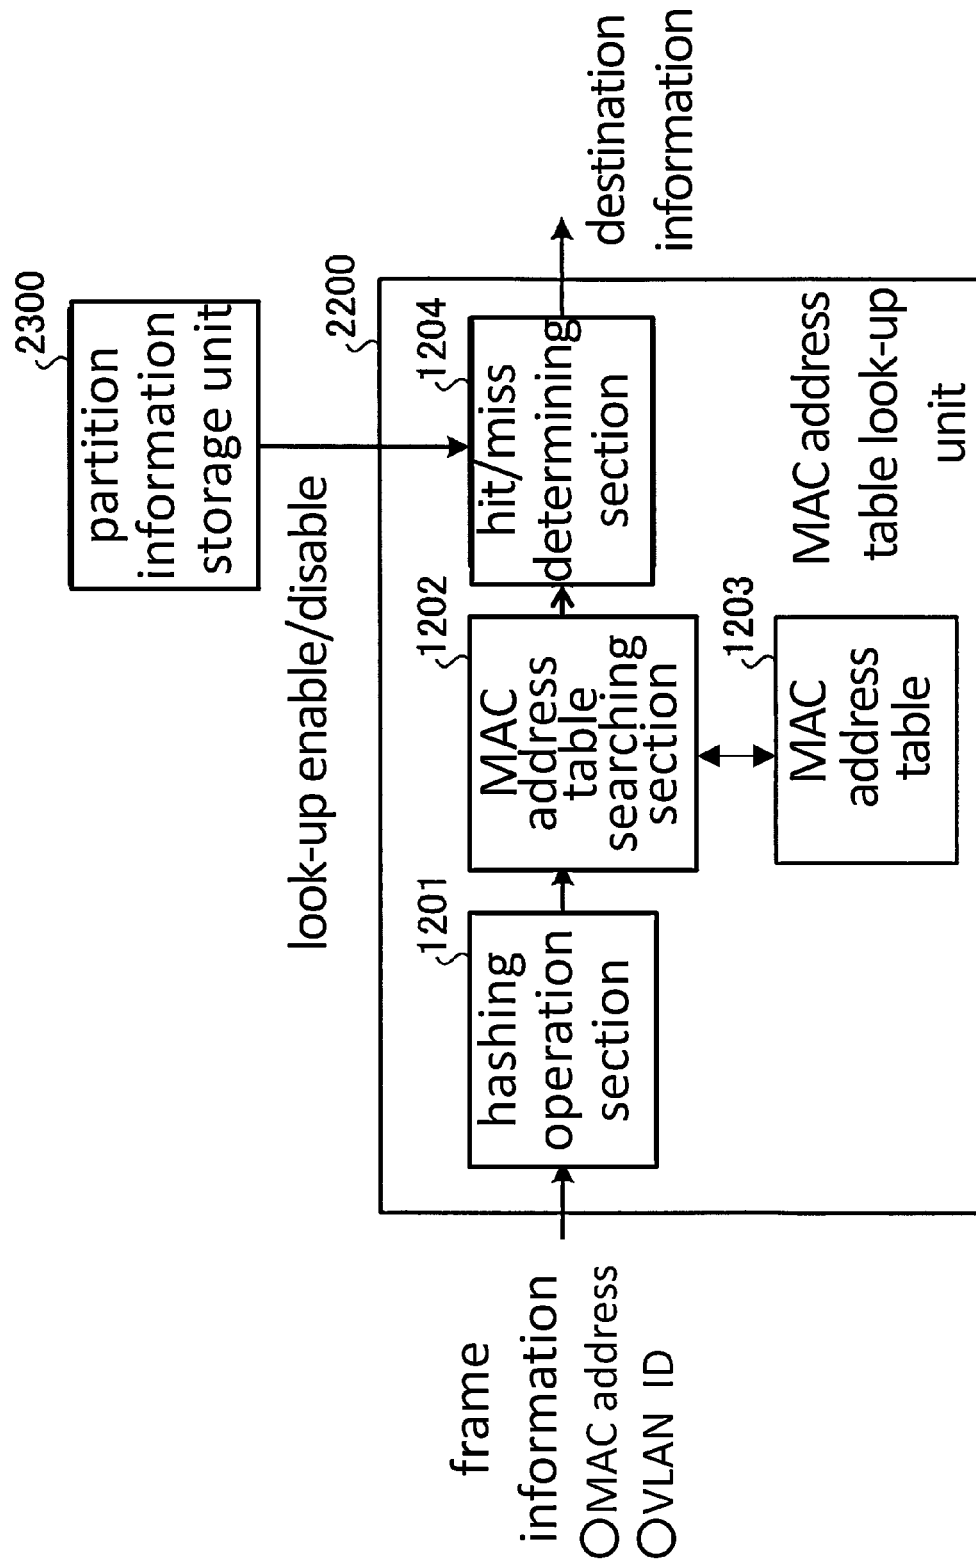 2300
partition
information
storage unit
look-up enable/disable
2200
frame
information
○MAC address
○VLAN ID
1201
hashing
operation
section
1202
MAC
address
table
searching
section
1204
hit/miss
determining
section
destination
information
1203
MAC
address
table
MAC address
table look-up
unit